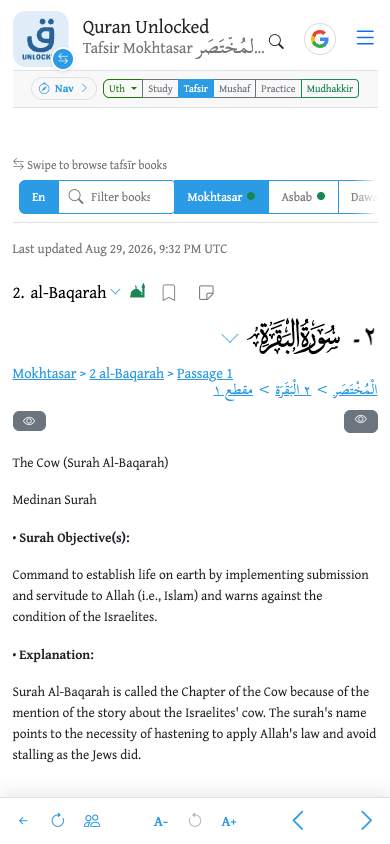 ق
UNLOCK
Quran Unlocked
Tafsir Mokhtasar المُخْتَصَر...
G
Nav
Uth
Study
Tafsir
Mushaf
Practice
Mudhakkir
Swipe to browse tafsīr books
En
Filter books
Mokhtasar
Asbab
Dawa
Last updated Aug 29, 2026, 9:32 PM UTC
2. al-Baqarah
٢ - سُورَةُ البَقَرَةِ
Mokhtasar > 2 al-Baqarah > Passage 1
الْمُخْتَصَر > ٢ الْبَقَرَة > مقطع ١
The Cow (Surah Al-Baqarah)
Medinan Surah
• Surah Objective(s):
Command to establish life on earth by implementing submission
and servitude to Allah (i.e., Islam) and warns against the
condition of the Israelites.
• Explanation:
Surah Al-Baqarah is called the Chapter of the Cow because of the
mention of the story about the Israelites' cow. The surah's name
points to the necessity of hastening to apply Allah's law and avoid
stalling as the Jews did.
A-
A+